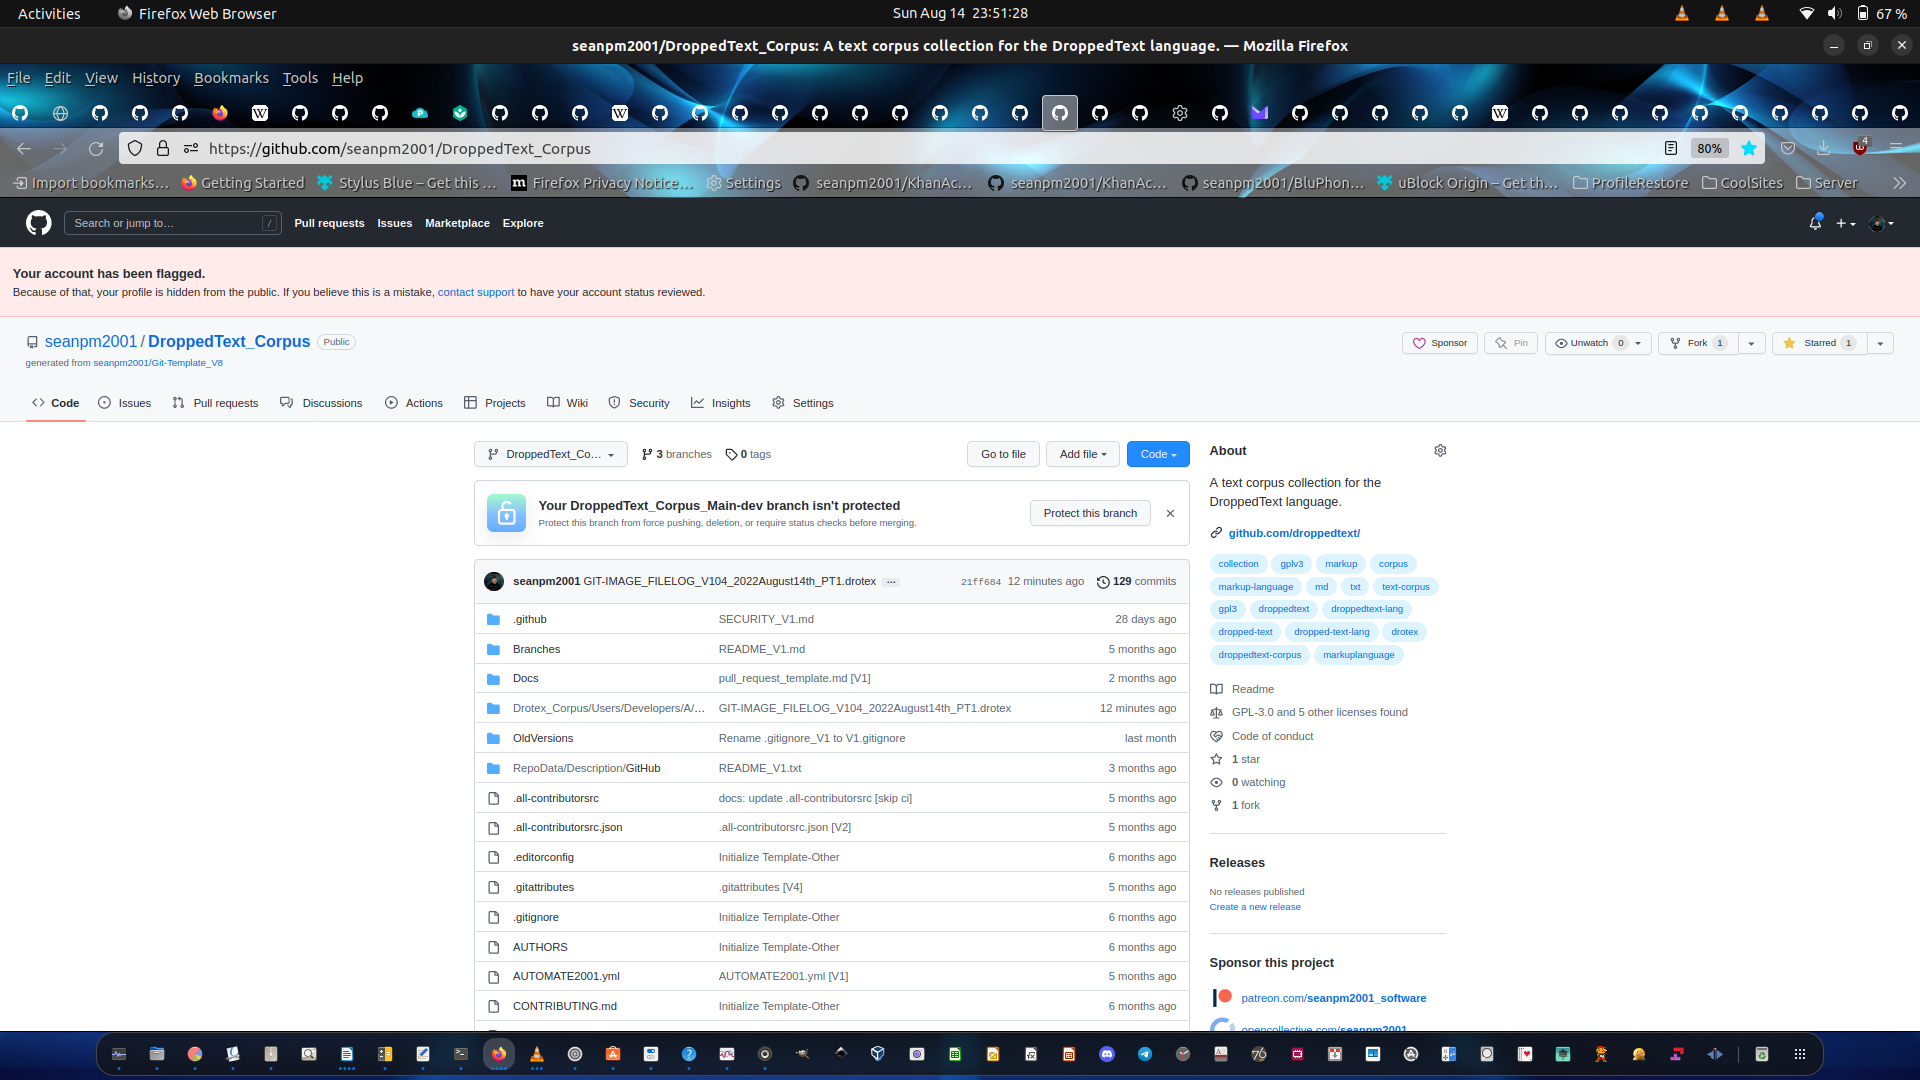 Activities
Firefox Web Browser
Sun Aug 14 23:51:28
67 %
seanpm2001/DroppedText_Corpus: A text corpus collection for the DroppedText language. — Mozilla Firefox
File Edit View History Bookmarks Tools Help
https://github.com/seanpm2001/DroppedText_Corpus
80%
4
Import bookmarks… Getting Started Stylus Blue – Get this … Firefox Privacy Notice… Settings seanpm2001/KhanAc… seanpm2001/KhanAc… seanpm2001/BluPhon… uBlock Origin – Get th… ProfileRestore CoolSites Server
Search or jump to… /
Pull requests Issues Marketplace Explore
Your account has been flagged.
Because of that, your profile is hidden from the public. If you believe this is a mistake, contact support to have your account status reviewed.
seanpm2001 / DroppedText_Corpus Public
generated from seanpm2001/Git-Template_V8
Sponsor Pin Unwatch 0 Fork 1 Starred 1
Code Issues Pull requests Discussions Actions Projects Wiki Security Insights Settings
DroppedText_Co… 3 branches 0 tags Go to file Add file Code
Your DroppedText_Corpus_Main-dev branch isn't protected
Protect this branch from force pushing, deletion, or require status checks before merging.
Protect this branch
seanpm2001 GIT-IMAGE_FILELOG_V104_2022August14th_PT1.drotex … 21ff684 12 minutes ago 129 commits
.github SECURITY_V1.md 28 days ago
Branches README_V1.md 5 months ago
Docs pull_request_template.md [V1] 2 months ago
Drotex_Corpus/Users/Developers/A/… GIT-IMAGE_FILELOG_V104_2022August14th_PT1.drotex 12 minutes ago
OldVersions Rename .gitignore_V1 to V1.gitignore last month
RepoData/Description/GitHub README_V1.txt 3 months ago
.all-contributorsrc docs: update .all-contributorsrc [skip ci] 5 months ago
.all-contributorsrc.json .all-contributorsrc.json [V2] 5 months ago
.editorconfig Initialize Template-Other 6 months ago
.gitattributes .gitattributes [V4] 5 months ago
.gitignore Initialize Template-Other 6 months ago
AUTHORS Initialize Template-Other 6 months ago
AUTOMATE2001.yml AUTOMATE2001.yml [V1] 5 months ago
CONTRIBUTING.md Initialize Template-Other 6 months ago
About
A text corpus collection for the
DroppedText language.
github.com/droppedtext/
collection gplv3 markup corpus
markup-language md txt text-corpus
gpl3 droppedtext droppedtext-lang
dropped-text dropped-text-lang drotex
droppedtext-corpus markuplanguage
Readme
GPL-3.0 and 5 other licenses found
Code of conduct
1 star
0 watching
1 fork
Releases
No releases published
Create a new release
Sponsor this project
patreon.com/seanpm2001_software
opencollective.com/seanpm2001